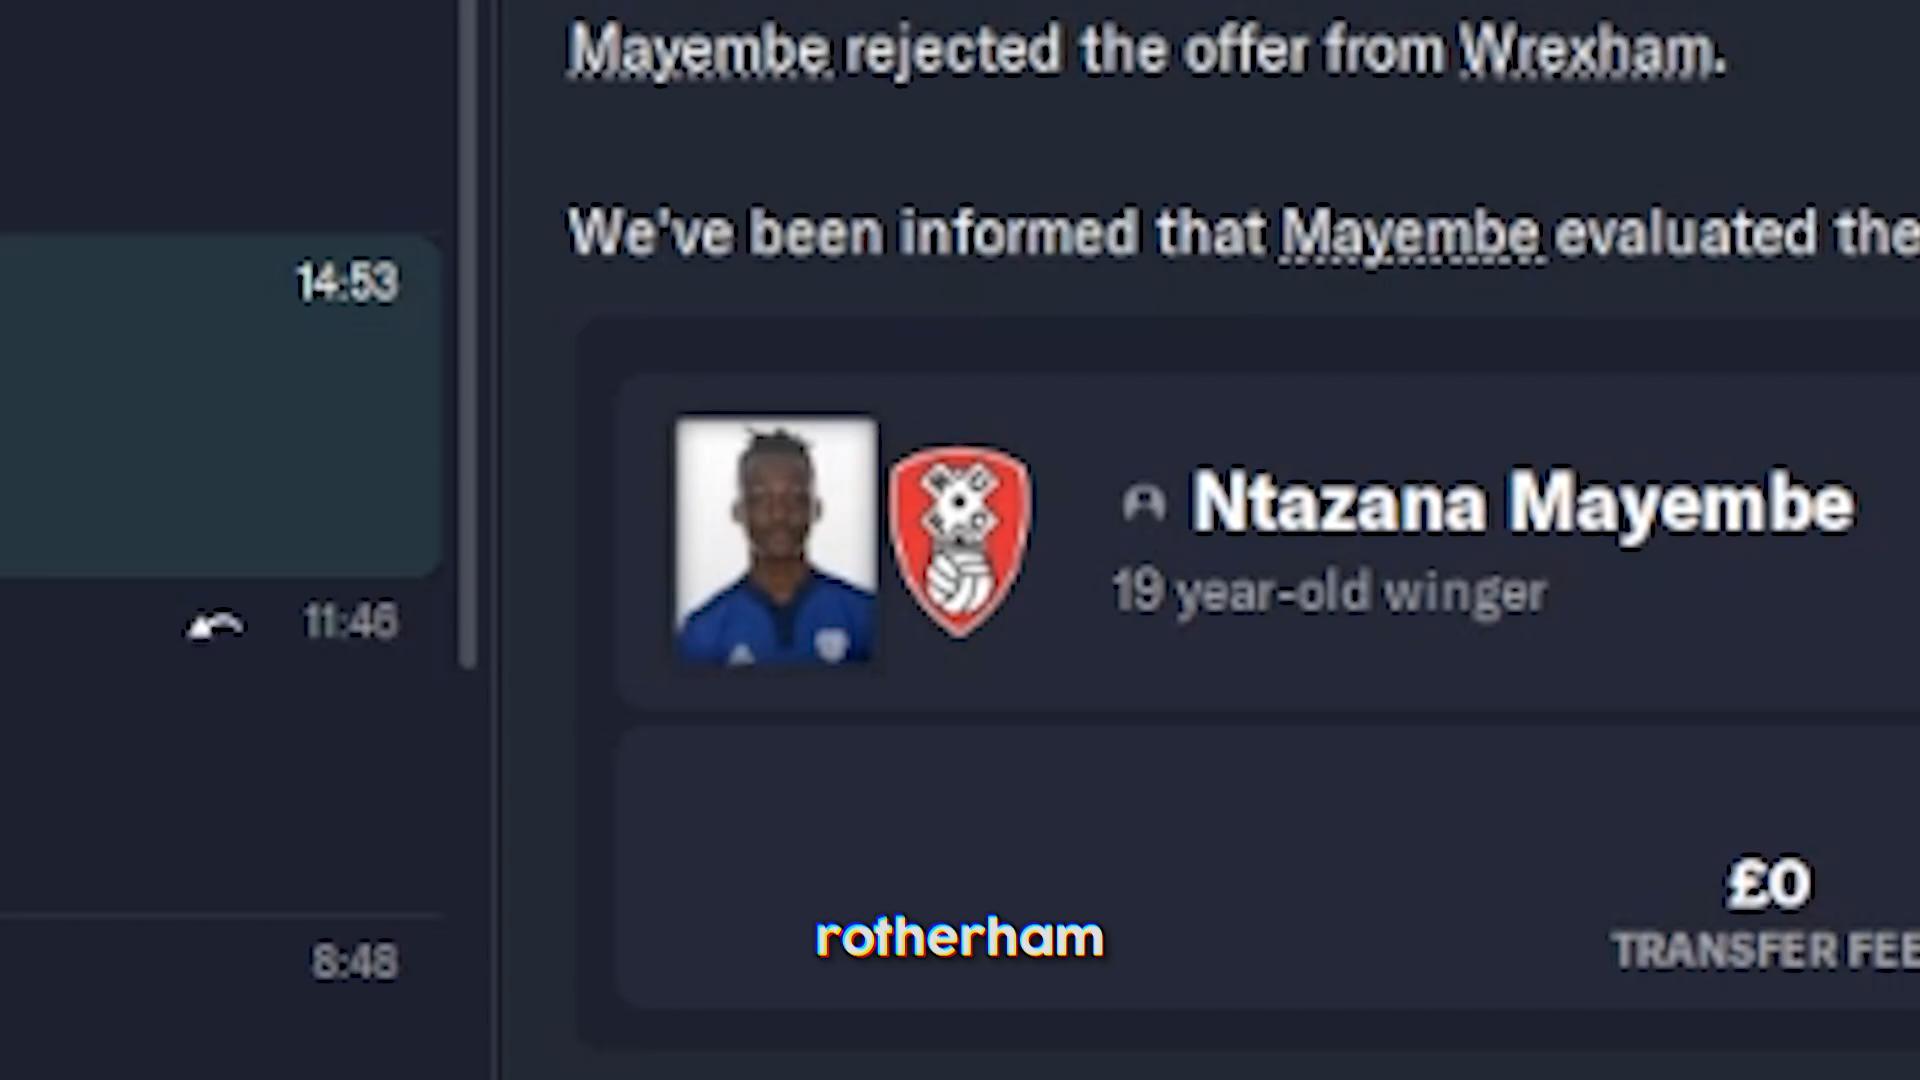 Mayembe rejected the offer from Wrexham.
We've been informed that Mayembe evaluated the
14:53
Ntazana Mayembe
19 year-old winger
11:46
£0
TRANSFER FEE
rotherham
8:48